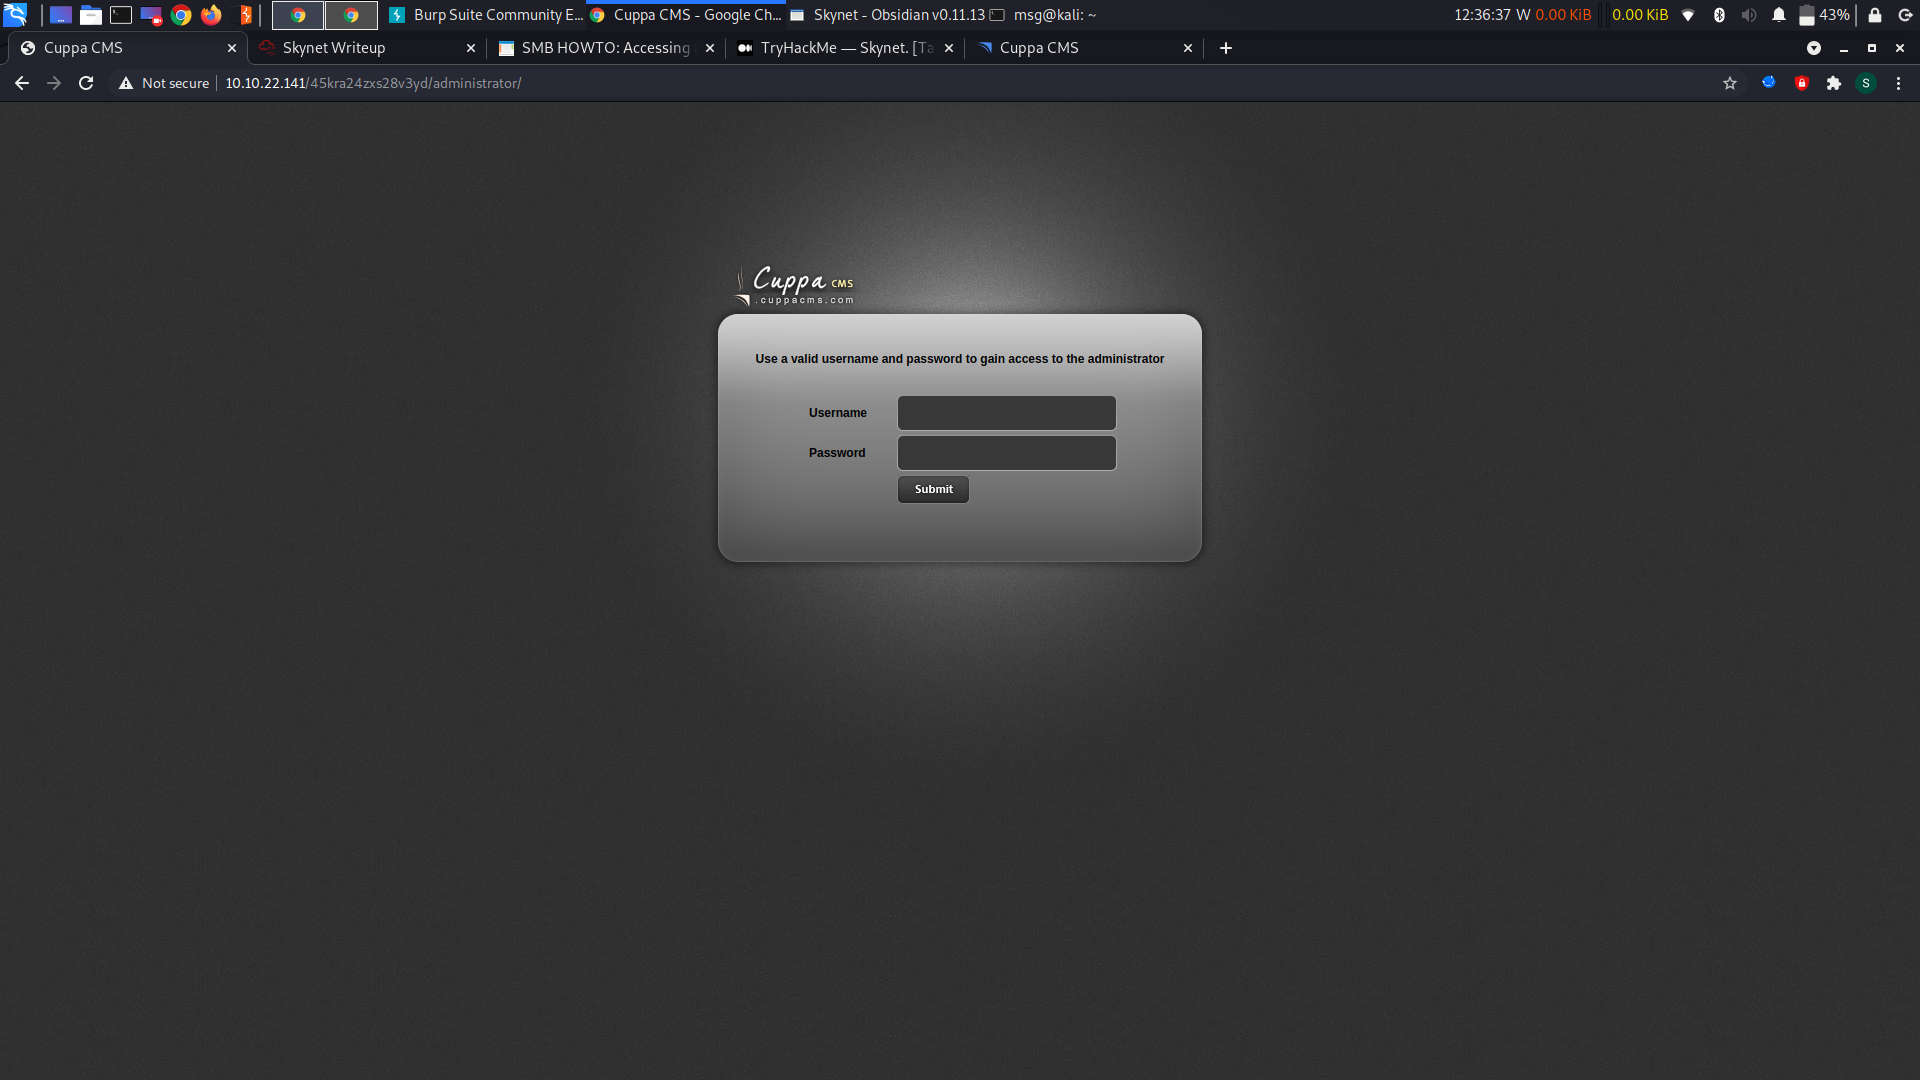 Burp Suite Community E...
Cuppa CMS - Google Ch...
Skynet - Obsidian v0.11.13
msg@kali: ~
12:36:37 W 0.00 KiB
0.00 KiB
43%
Cuppa CMS
Skynet Writeup
SMB HOWTO: Accessing
TryHackMe — Skynet. [Ta
Cuppa CMS
Not secure
10.10.22.141/45kra24zxs28v3yd/administrator/
S
Cuppa CMS
.cuppacms.com
Use a valid username and password to gain access to the administrator
Username
Password
Submit